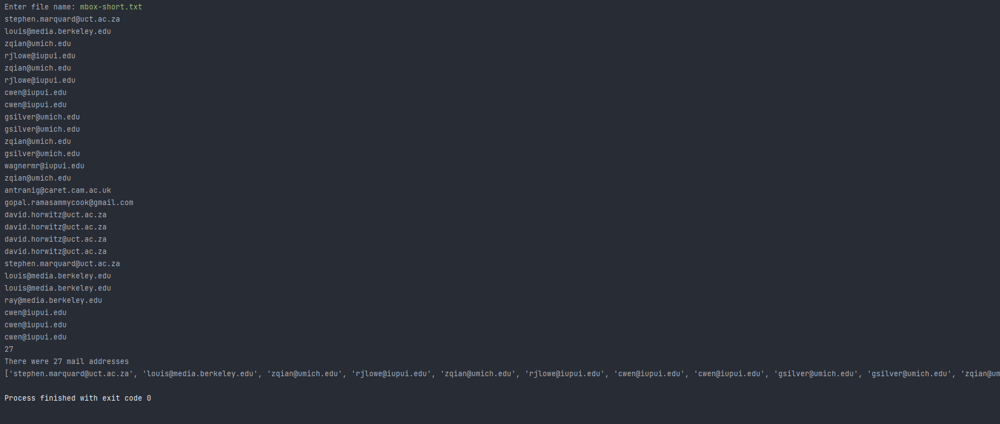 Enter file name: mbox-short.txt
stephen.marquard@uct.ac.za
louis@media.berkeley.edu
zqian@umich.edu
rjlowe@iupui.edu
zqian@umich.edu
rjlowe@iupui.edu
cwen@iupui.edu
cwen@iupui.edu
gsilver@umich.edu
gsilver@umich.edu
zqian@umich.edu
gsilver@umich.edu
wagnermr@iupui.edu
zqian@umich.edu
antranig@caret.cam.ac.uk
gopal.ramasammycook@gmail.com
david.horwitz@uct.ac.za
david.horwitz@uct.ac.za
david.horwitz@uct.ac.za
david.horwitz@uct.ac.za
stephen.marquard@uct.ac.za
louis@media.berkeley.edu
louis@media.berkeley.edu
ray@media.berkeley.edu
cwen@iupui.edu
cwen@iupui.edu
cwen@iupui.edu
27
There were 27 mail addresses
['stephen.marquard@uct.ac.za', 'louis@media.berkeley.edu', 'zqian@umich.edu', 'rjlowe@iupui.edu', 'zqian@umich.edu', 'rjlowe@iupui.edu', 'cwen@iupui.edu', 'cwen@iupui.edu', 'gsilver@umich.edu', 'gsilver@umich.edu', 'zqian@um
Process finished with exit code 0